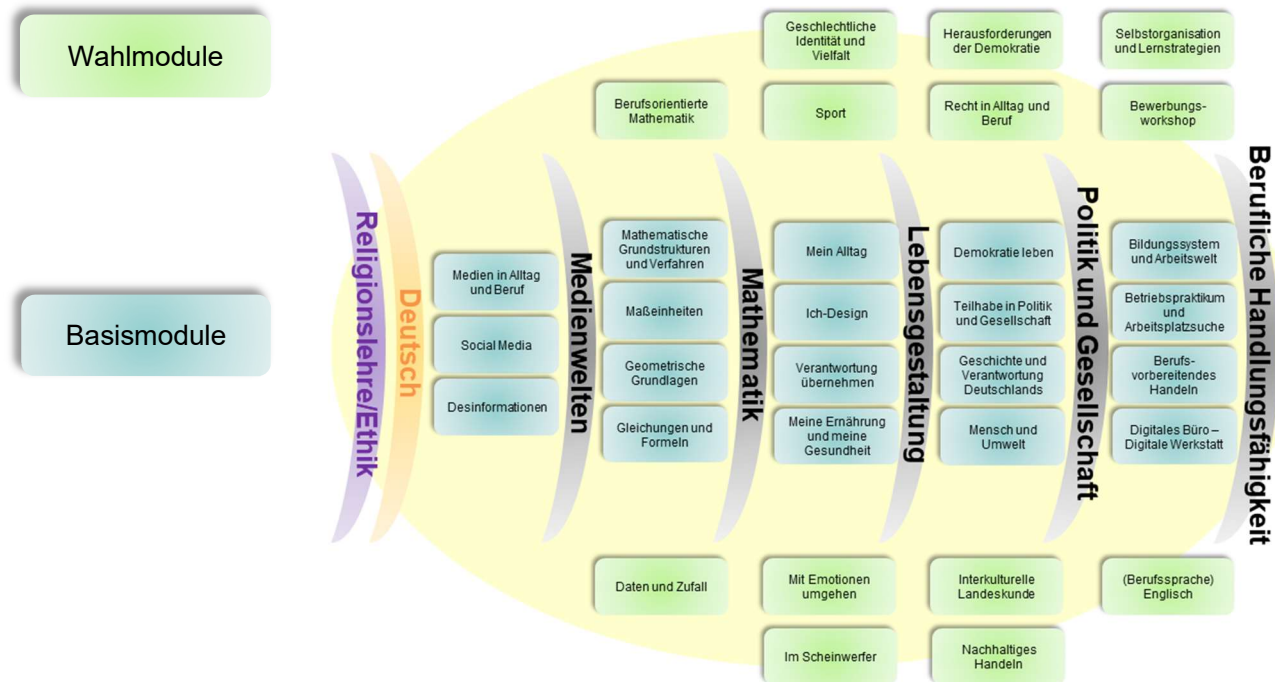 Wahlmodule
Basismodule
Geschlechtliche
Identität und
Vielfalt
Herausforderungen
der Demokratie
Selbstorganisation
und Lernstrategien
Berufsorientierte
Mathematik
Sport
Recht in Alltag und
Beruf
Bewerbungs-
workshop
Religionslehre/Ethik
Deutsch
Medien in Alltag
und Beruf
Social Media
Desinformationen
Medienwelten
Mathematische
Grundstrukturen
und Verfahren
Maßeinheiten
Geometrische
Grundlagen
Gleichungen und
Formeln
Mathematik
Mein Alltag
Ich-Design
Verantwortung
übernehmen
Meine Ernährung
und meine
Gesundheit
Lebensgestaltung
Demokratie leben
Teilhabe in Politik
und Gesellschaft
Geschichte und
Verantwortung
Deutschlands
Mensch und
Umwelt
Politik und Gesellschaft
Bildungssystem
und Arbeitswelt
Betriebspraktikum
und
Arbeitsplatzsuche
Berufs-
vorbereitendes
Handeln
Digitales Büro –
Digitale Werkstatt
Berufliche Handlungsfähigkeit
Daten und Zufall
Mit Emotionen
umgehen
Interkulturelle
Landeskunde
(Berufssprache)
Englisch
Im Scheinwerfer
Nachhaltiges
Handeln